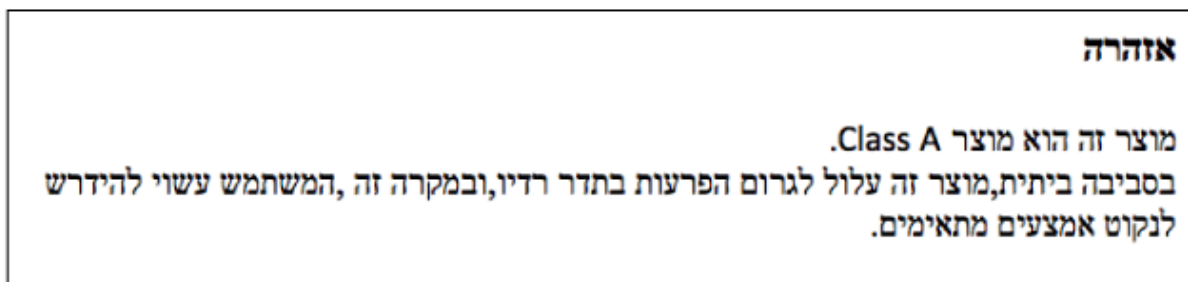 אזהרה
מוצר זה הוא מוצר Class A.
בסביבה ביתית,מוצר זה עלול לגרום הפרעות בתדר רדיו,ובמקרה זה ,המשתמש עשוי להידרש
לנקוט אמצעים מתאימים.